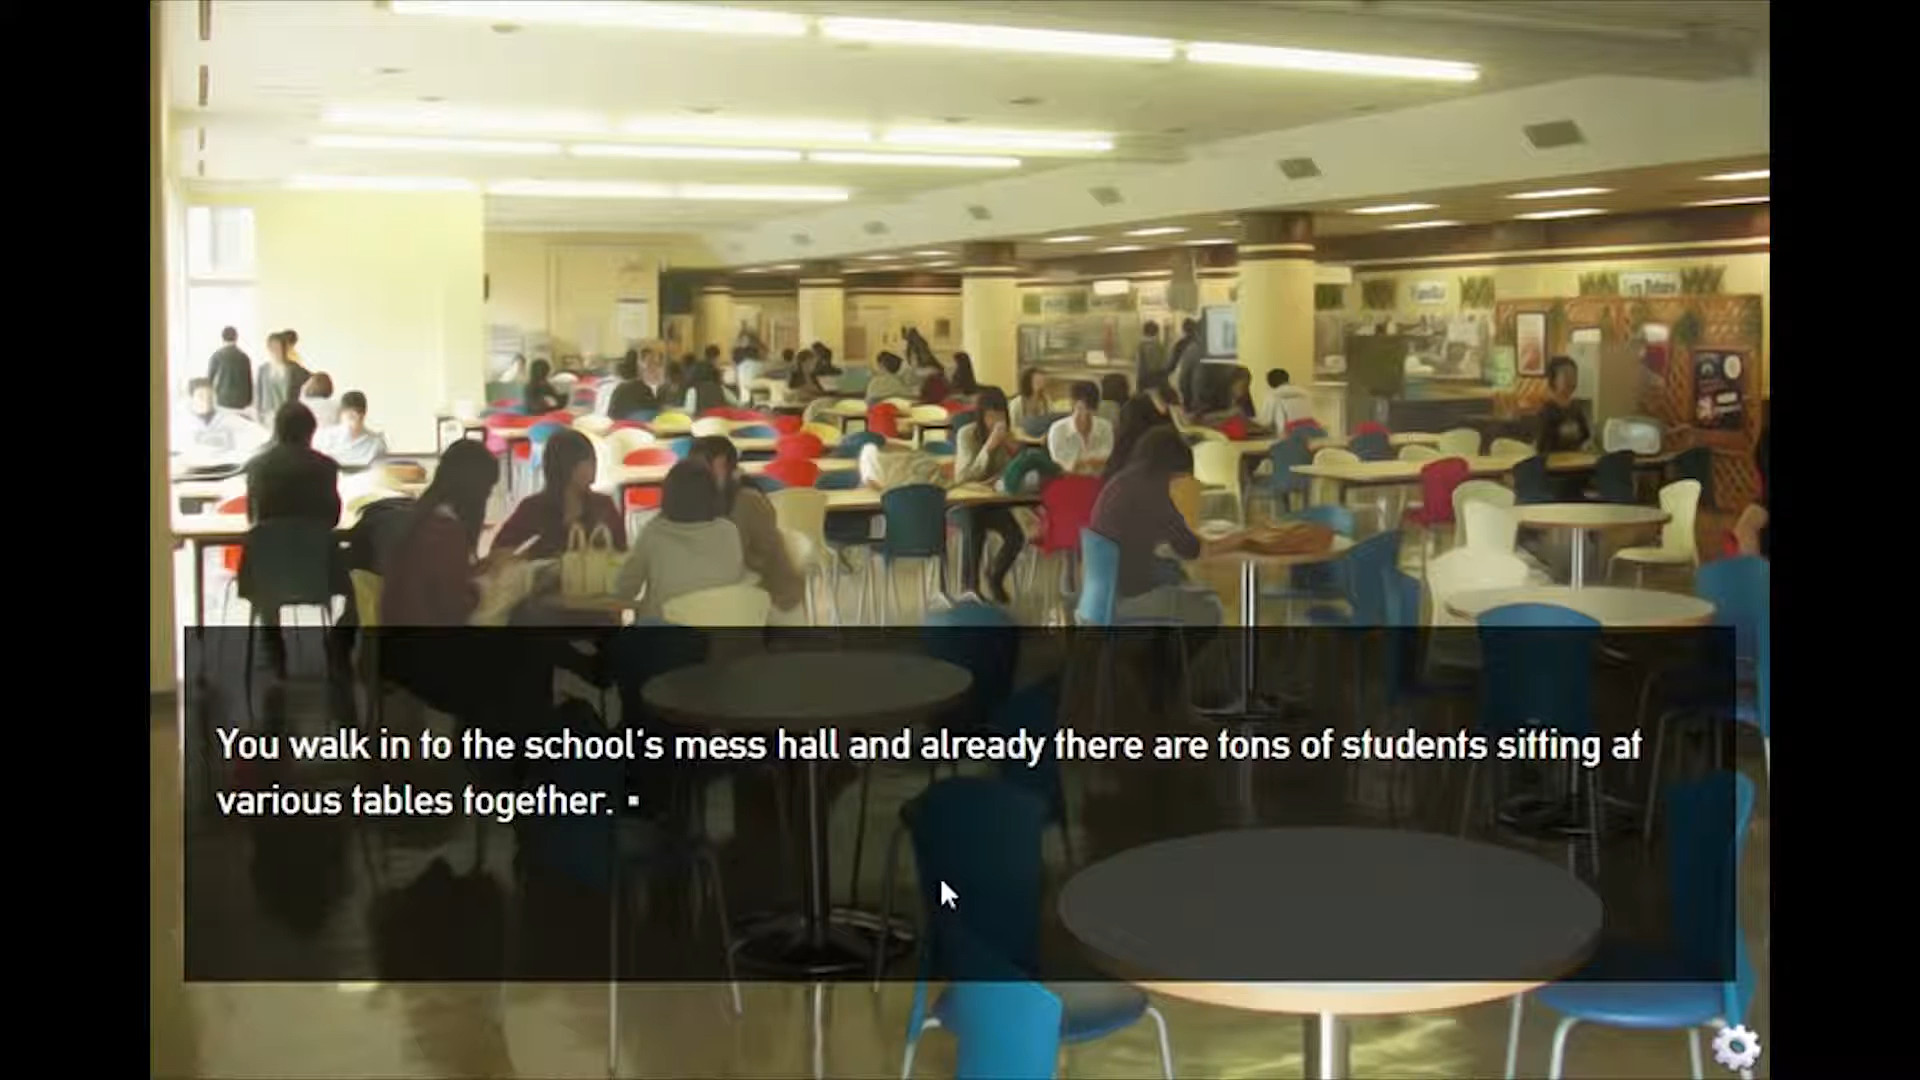 You walk in to the school's mess hall and already there are tons of students sitting at
various tables together.